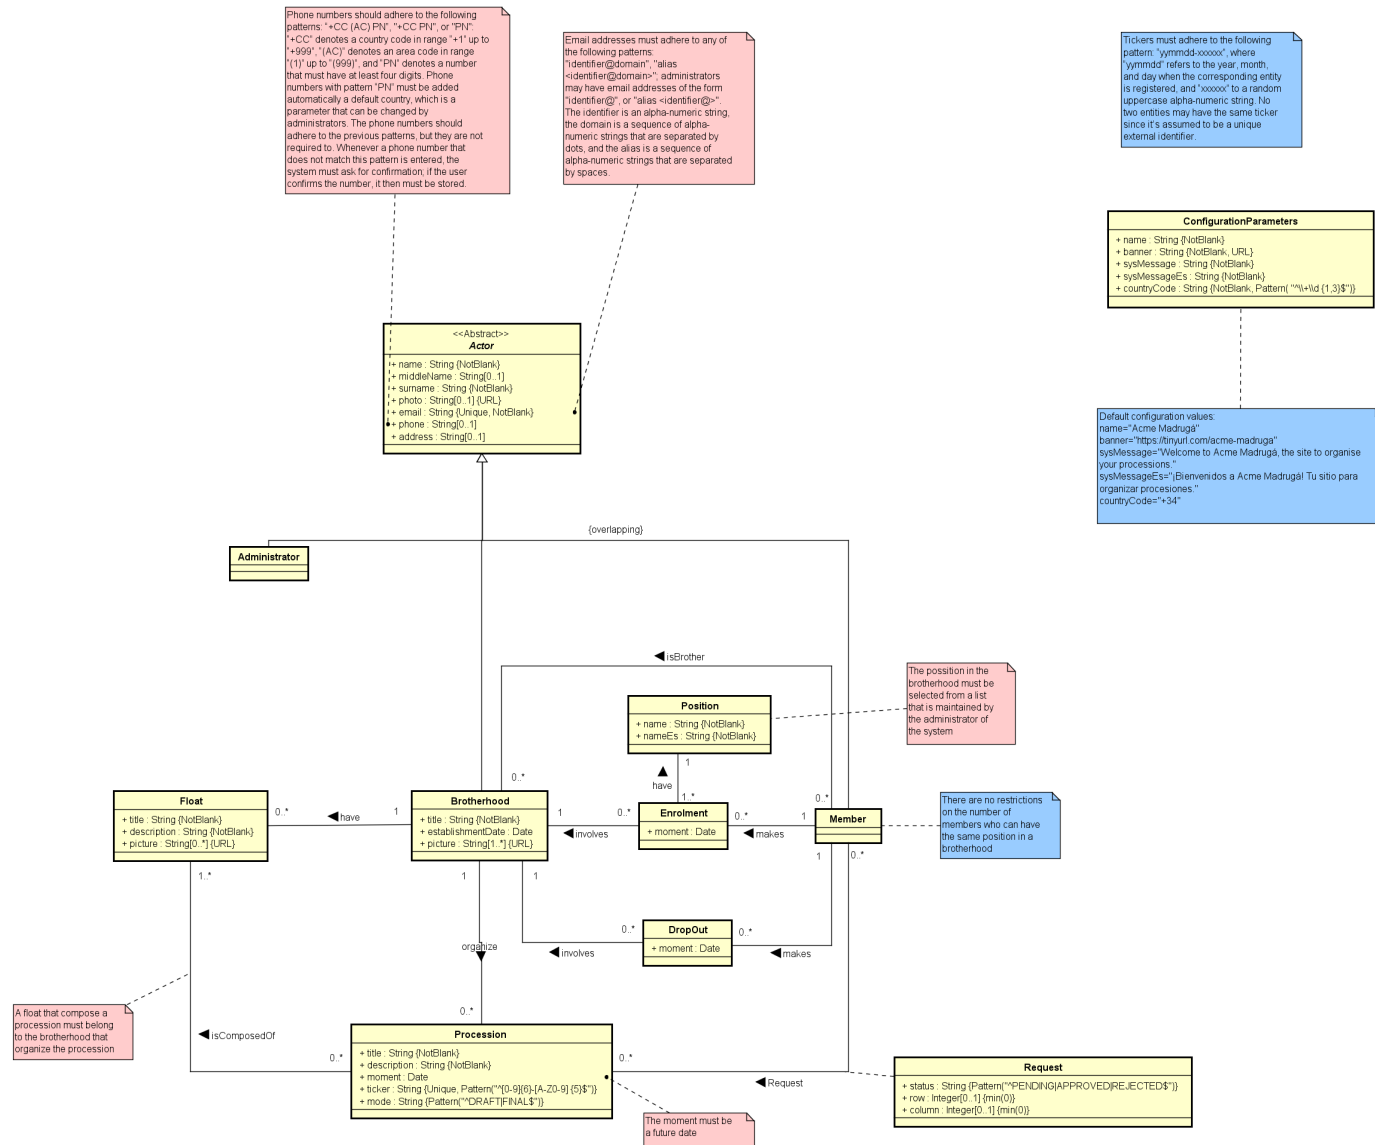 Phone numbers should adhere to the following
patterns: "+CC (AC) PN", "+CC PN", or "PN":
"+CC" denotes a country code in range "+1" up to
"+999", "(AC)" denotes an area code in range
"(1)" up to "(999)", and "PN" denotes a number
that must have at least four digits. Phone
numbers with pattern "PN" must be added
automatically a default country, which is a
parameter that can be changed by
administrators. The phone numbers should
adhere to the previous patterns, but they are not
required to. Whenever a phone number that
does not match this pattern is entered, the
system must ask for confirmation; if the user
confirms the number, it then must be stored.
Email addresses must adhere to any of
the following patterns:
"identifier@domain", "alias
<identifier@domain>"; administrators
may have email addresses of the form
"identifier@", or "alias <identifier@>".
The identifier is an alpha-numeric string,
the domain is a sequence of alpha-
numeric strings that are separated by
dots, and the alias is a sequence of
alpha-numeric strings that are separated
by spaces.
Tickers must adhere to the following
pattern: "yymmdd-xxxxxx", where
"yymmdd" refers to the year, month,
and day when the corresponding entity
is registered, and "xxxxxx" to a random
uppercase alpha-numeric string. No
two entities may have the same ticker
since it's assumed to be a unique
external identifier.
ConfigurationParameters
+ name : String {NotBlank}
+ banner : String {NotBlank, URL}
+ sysMessage : String {NotBlank}
+ sysMessageEs : String {NotBlank}
+ countryCode : String {NotBlank, Pattern( "^\\+\\d {1,3}$")}
<<Abstract>>
Actor
+ name : String {NotBlank}
+ middleName : String[0..1]
+ surname : String {NotBlank}
+ photo : String[0..1] {URL}
+ email : String {Unique, NotBlank}
+ phone : String[0..1]
+ address : String[0..1]
Default configuration values:
name="Acme Madrugá"
banner="https://tinyurl.com/acme-madruga"
sysMessage="Welcome to Acme Madrugá, the site to organise
your processions."
sysMessageEs="¡Bienvenidos a Acme Madrugá! Tu sitio para
organizar procesiones."
countryCode="+34"
{overlapping}
Administrator
isBrother
The possition in the
brotherhood must be
selected from a list
that is maintained by
the administrator of
the system
Position
+ name : String {NotBlank}
+ nameEs : String {NotBlank}
1
have
1..*
0..*
0..*
Float
+ title : String {NotBlank}
+ description : String {NotBlank}
+ picture : String[0..*] {URL}
0..*
have
1
Brotherhood
+ title : String {NotBlank}
+ establishmentDate : Date
+ picture : String[1..*] {URL}
1
involves
0..*
Enrolment
+ moment : Date
0..*
makes
1
Member
There are no restrictions
on the number of
members who can have
the same position in a
brotherhood
1..*
1
1
1
0..*
organize
involves
0..*
DropOut
+ moment : Date
0..*
makes
A float that compose a
procession must belong
to the brotherhood that
organize the procession
isComposedOf
0..*
0..*
Procession
+ title : String {NotBlank}
+ description : String {NotBlank}
+ moment : Date
+ ticker : String {Unique, Pattern("^[0-9]{6}-[A-Z0-9] {5}$")}
+ mode : String {Pattern("^DRAFT|FINAL$")}
0..*
Request
Request
+ status : String {Pattern("^PENDING|APPROVED|REJECTED$")}
+ row : Integer[0..1] {min(0)}
+ column : Integer[0..1] {min(0)}
The moment must be
a future date